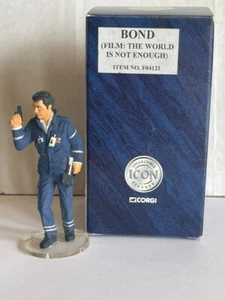 BOND
(FILM: THE WORLD
IS NOT ENOUGH)
ITEM NO. F04121
ICON
CORGI